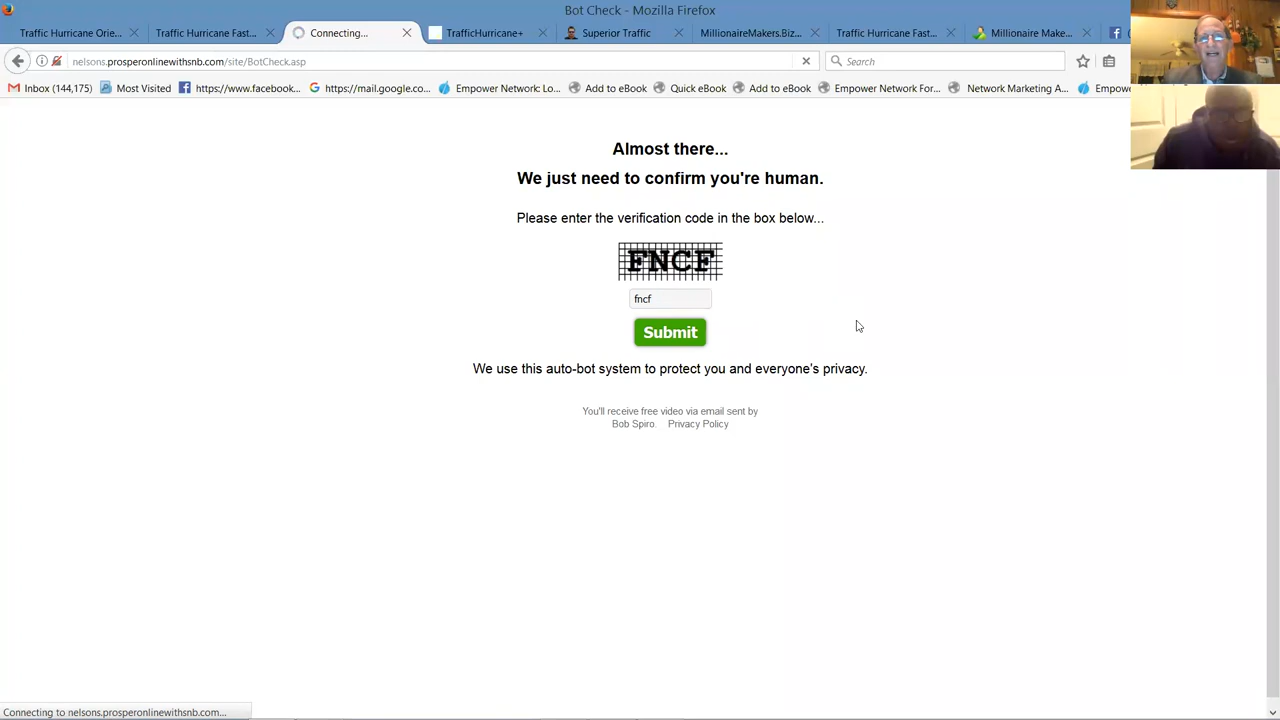 Bot Check - Mozilla Firefox
Traffic Hurricane Orie...
Traffic Hurricane Fast...
Connecting...
TrafficHurricane+
Superior Traffic
MillionaireMakers.Biz...
Traffic Hurricane Fast...
Millionaire Make...
nelsons.prosperonlinewithsnb.com/site/BotCheck.asp
Search
Inbox (144,175)
Most Visited
https://www.facebook...
https://mail.google.co...
Empower Network: Lo...
Add to eBook
Quick eBook
Add to eBook
Empower Network For...
Network Marketing A...
Empowe
Almost there...
We just need to confirm you're human.
Please enter the verification code in the box below...
FNCF
fncf
Submit
We use this auto-bot system to protect you and everyone's privacy.
You'll receive free video via email sent by
Bob Spiro. Privacy Policy
Connecting to nelsons.prosperonlinewithsnb.com...